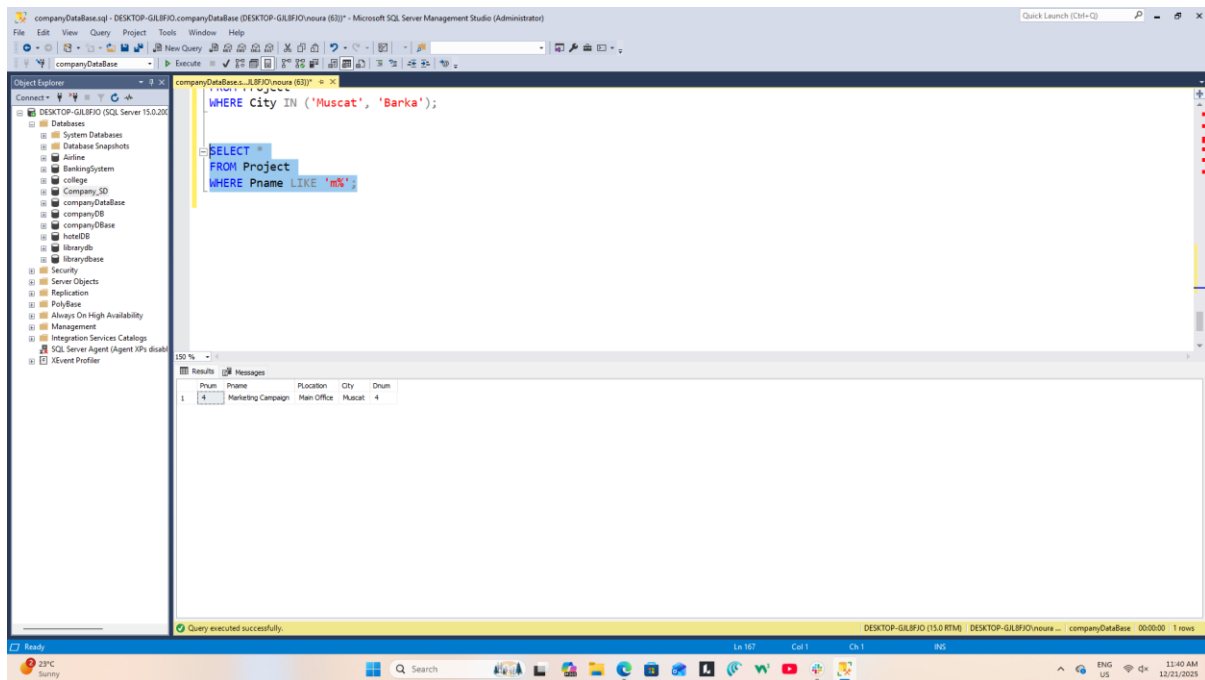 companyDataBase.sql - DESKTOP-GJL8FJO.companyDataBase (DESKTOP-GJL8FJO\noura (63))* - Microsoft SQL Server Management Studio (Administrator)
Quick Launch (Ctrl+Q)
File Edit View Query Project Tools Window Help
New Query
companyDataBase
Execute
Object Explorer
companyDataBase.s...JL8FJO\noura (63))*
Connect
DESKTOP-GJL8FJO (SQL Server 15.0.200
Databases
System Databases
Database Snapshots
Airline
BankingSystem
college
Company_SD
companyDataBase
companyDB
companyDBase
hotelDB
librarydb
librarydbase
Security
Server Objects
Replication
PolyBase
Always On High Availability
Management
Integration Services Catalogs
SQL Server Agent (Agent XPs disabl
XEvent Profiler
FROM Project
WHERE City IN ('Muscat', 'Barka');
SELECT *
FROM Project
WHERE Pname LIKE 'm%';
150 %
Results Messages
Pnum Pname PLocation City Dnum
1 4 Marketing Campaign Main Office Muscat 4
Query executed successfully.
DESKTOP-GJL8FJO (15.0 RTM) DESKTOP-GJL8FJO\noura ... companyDataBase 00:00:00 1 rows
Ready
Ln 167 Col 1 Ch 1 INS
2
23°C
Sunny
Search
ENG
US
11:40 AM
12/21/2025